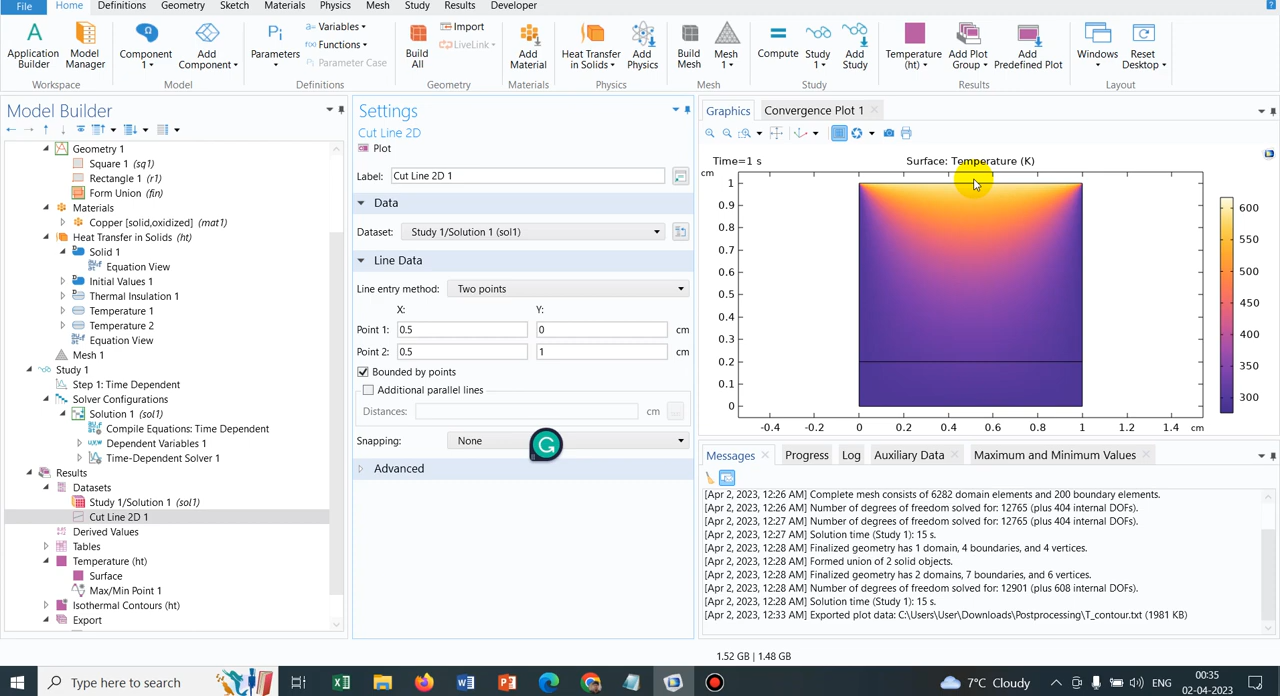 File Home Definitions Geometry Sketch Materials Physics Mesh Study Results Developer
Application Builder
Model Manager
Workspace
Component 1
Add Component
Model
Parameters
a= Variables
f(x) Functions
Pi Parameter Case
Definitions
Build All
Import
LiveLink
Geometry
Add Material
Materials
Heat Transfer in Solids
Add Physics
Physics
Build Mesh
Mesh 1
Mesh
Compute
Study 1
Add Study
Study
Temperature (ht)
Add Plot Group
Add Predefined Plot
Results
Windows
Reset Desktop
Layout
Model Builder
Geometry 1
Square 1 (sq1)
Rectangle 1 (r1)
Form Union (fin)
Materials
Copper [solid,oxidized] (mat1)
Heat Transfer in Solids (ht)
Solid 1
Equation View
Initial Values 1
Thermal Insulation 1
Temperature 1
Temperature 2
Equation View
Mesh 1
Study 1
Step 1: Time Dependent
Solver Configurations
Solution 1 (sol1)
Compile Equations: Time Dependent
Dependent Variables 1
Time-Dependent Solver 1
Results
Datasets
Study 1/Solution 1 (sol1)
Cut Line 2D 1
Derived Values
Tables
Temperature (ht)
Surface
Max/Min Point 1
Isothermal Contours (ht)
Export
Settings
Cut Line 2D
Plot
Label: Cut Line 2D 1
Data
Dataset: Study 1/Solution 1 (sol1)
Line Data
Line entry method: Two points
X: Y:
Point 1: 0.5 0 cm
Point 2: 0.5 1 cm
Bounded by points
Additional parallel lines
Distances: cm
Snapping: None
Advanced
Graphics Convergence Plot 1
Time=1 s Surface: Temperature (K)
cm
1
0.9
0.8
0.7
0.6
0.5
0.4
0.3
0.2
0.1
0
-0.4 -0.2 0 0.2 0.4 0.6 0.8 1 1.2 1.4 cm
600
550
500
450
400
350
300
Messages Progress Log Auxiliary Data Maximum and Minimum Values
[Apr 2, 2023, 12:26 AM] Complete mesh consists of 6282 domain elements and 200 boundary elements.
[Apr 2, 2023, 12:26 AM] Number of degrees of freedom solved for: 12765 (plus 404 internal DOFs).
[Apr 2, 2023, 12:27 AM] Number of degrees of freedom solved for: 12765 (plus 404 internal DOFs).
[Apr 2, 2023, 12:27 AM] Solution time (Study 1): 15 s.
[Apr 2, 2023, 12:28 AM] Finalized geometry has 1 domain, 4 boundaries, and 4 vertices.
[Apr 2, 2023, 12:28 AM] Formed union of 2 solid objects.
[Apr 2, 2023, 12:28 AM] Finalized geometry has 2 domains, 7 boundaries, and 6 vertices.
[Apr 2, 2023, 12:28 AM] Number of degrees of freedom solved for: 12901 (plus 608 internal DOFs).
[Apr 2, 2023, 12:28 AM] Solution time (Study 1): 15 s.
[Apr 2, 2023, 12:33 AM] Exported plot data: C:\Users\User\Downloads\Postprocessing\T_contour.txt (1981 KB)
1.52 GB | 1.48 GB
Type here to search
7°C Cloudy
ENG
00:35
02-04-2023